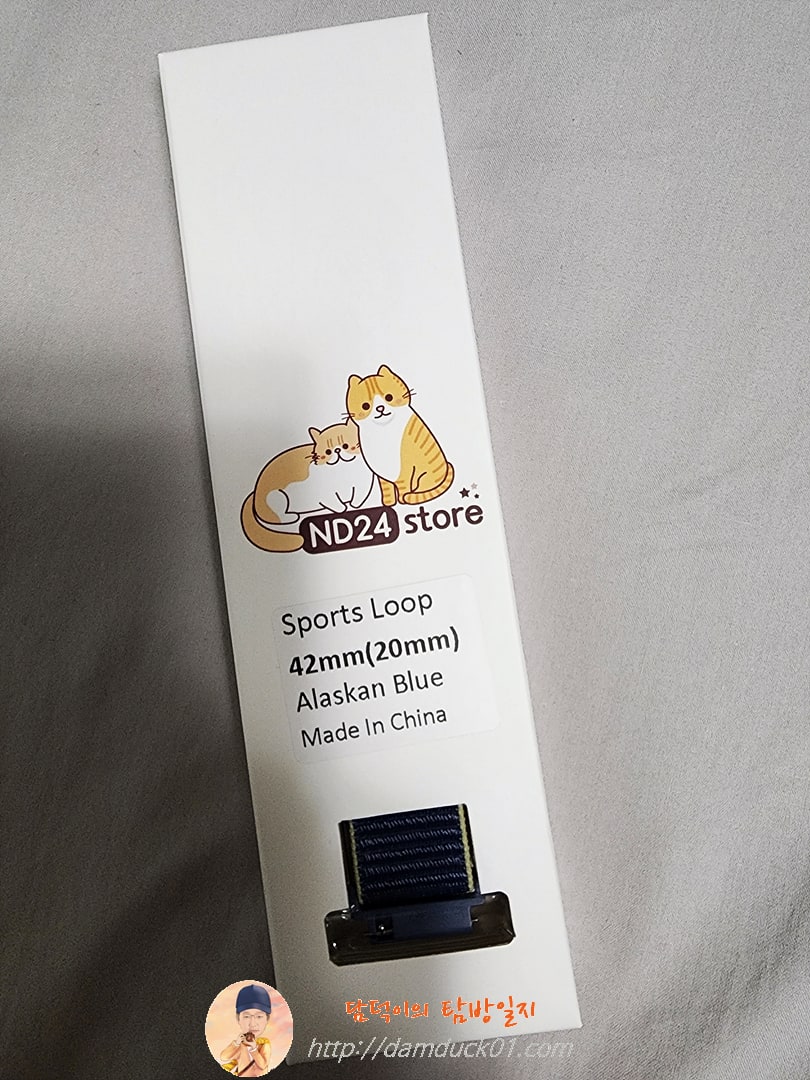 ND24 store
Sports Loop
42mm(20mm)
Alaskan Blue
Made In China
담덕이의 탐방일지
http://damduck01.com